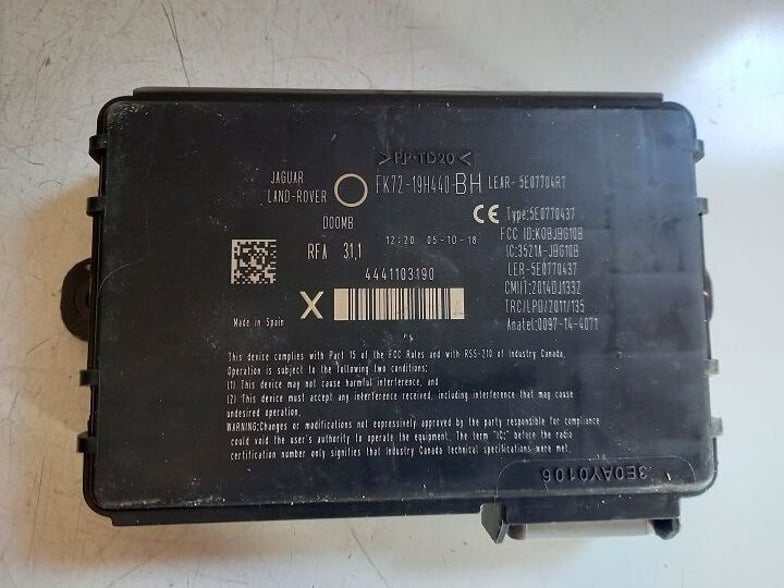 >PP-TD20<
JAGUAR
LAND-ROVER
FK72-19H440-BH LEAR- 5E07704R7
D00MB
CE Type:5E0770437
12:20 05-10-18
FCC ID:KOBJBG10B
RFA 31,1
IC:3521A-JBG10B
LER-5E0770437
4441103190
CMIIT:2014DJ1332
TRC/LPD/2011/135
X
Made in Spain
Anatel:0097-14-4071
This device complies with Part 15 of the FCC Rules and with RSS-210 of Industry Canada.
Operation is subject to the following two conditions;
(1) This device may not cause harmful interference, and
(2) This device must accept any interference received, including interference that may cause
undesired operation.
WARNING:Changes or modifications not expressively approved by the party responsible for compliance
could void the user's authority to operate the equipment. The term "IC:" before the radio
certification number only signifies that Industry Canada technical specifications were met.
3E0AY0106